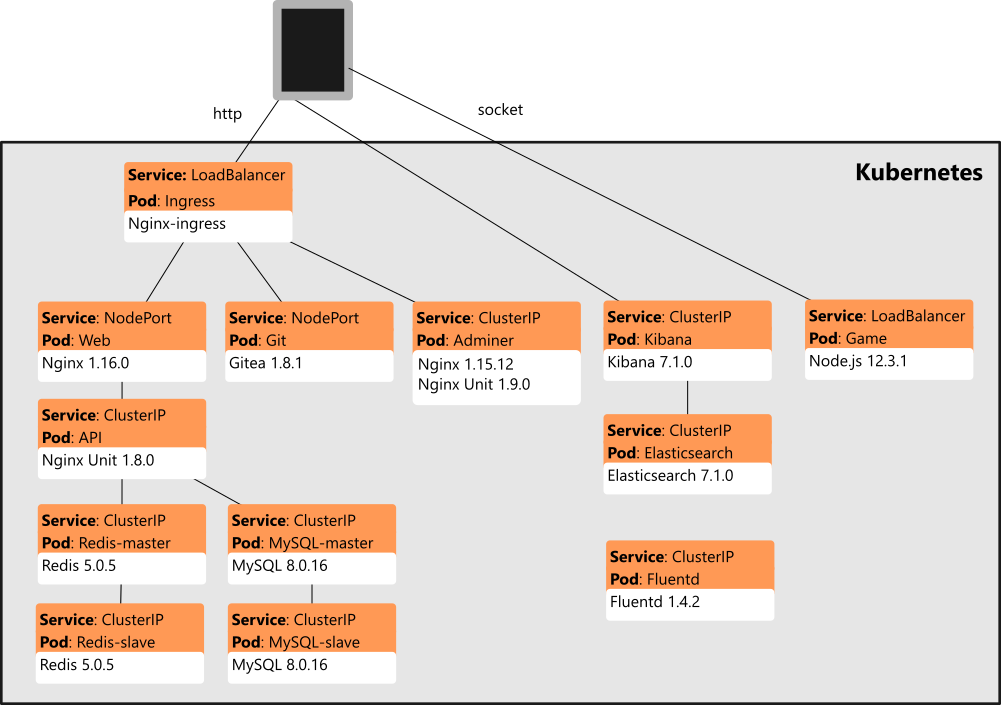 http
socket
Kubernetes
Service: LoadBalancer
Pod: Ingress
Nginx-ingress
Service: NodePort
Pod: Web
Nginx 1.16.0
Service: NodePort
Pod: Git
Gitea 1.8.1
Service: ClusterIP
Pod: Adminer
Nginx 1.15.12
Nginx Unit 1.9.0
Service: ClusterIP
Pod: Kibana
Kibana 7.1.0
Service: LoadBalancer
Pod: Game
Node.js 12.3.1
Service: ClusterIP
Pod: API
Nginx Unit 1.8.0
Service: ClusterIP
Pod: Elasticsearch
Elasticsearch 7.1.0
Service: ClusterIP
Pod: Redis-master
Redis 5.0.5
Service: ClusterIP
Pod: MySQL-master
MySQL 8.0.16
Service: ClusterIP
Pod: Fluentd
Fluentd 1.4.2
Service: ClusterIP
Pod: Redis-slave
Redis 5.0.5
Service: ClusterIP
Pod: MySQL-slave
MySQL 8.0.16